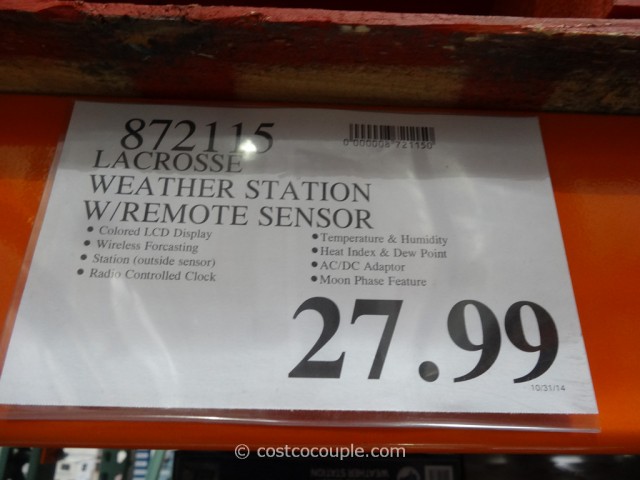 872115
0"000008"721150"
LACROSSE
WEATHER STATION
W/REMOTE SENSOR
• Colored LCD Display
• Wireless Forcasting
• Station (outside sensor)
• Radio Controlled Clock
• Temperature & Humidity
• Heat Index & Dew Point
• AC/DC Adaptor
• Moon Phase Feature
27.99
10/31/14
© costcocouple.com
WEATHER STATION